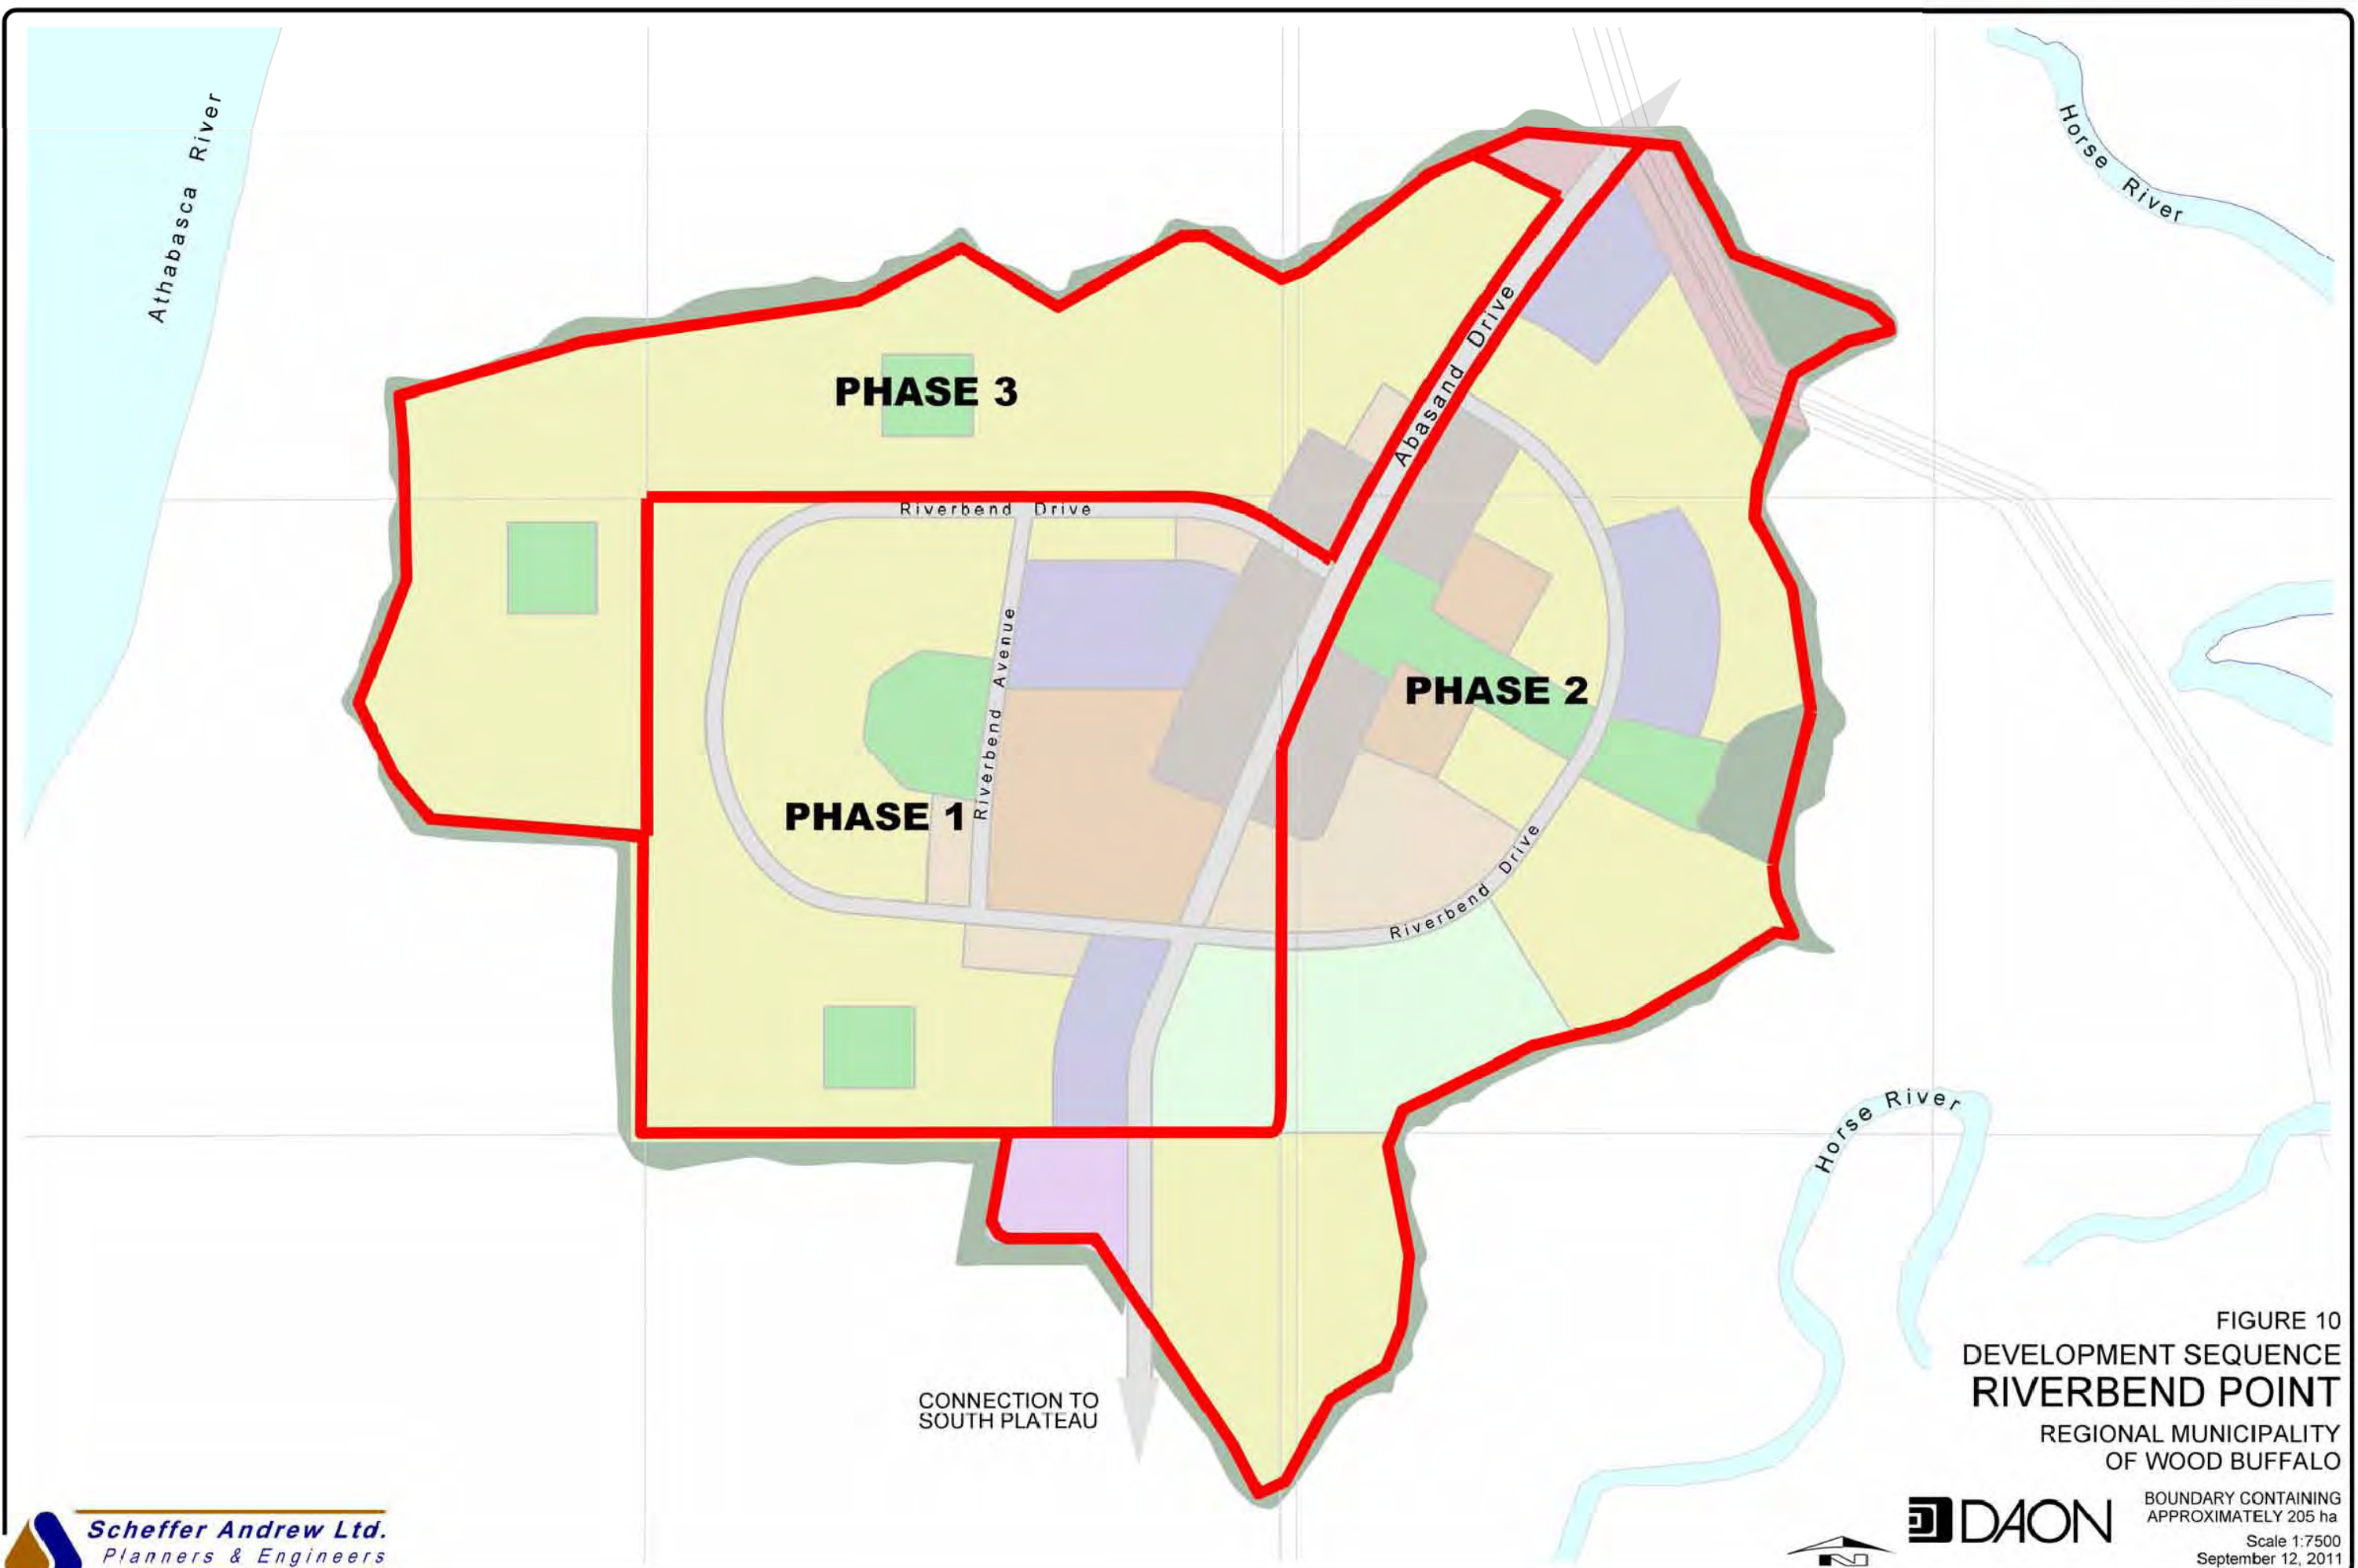 Athabasca River
Horse River
Abasand Drive
PHASE 3
Riverbend Drive
Riverbend Avenue
PHASE 2
PHASE 1
Riverbend Drive
Horse River
CONNECTION TO
SOUTH PLATEAU
FIGURE 10
DEVELOPMENT SEQUENCE
RIVERBEND POINT
REGIONAL MUNICIPALITY
OF WOOD BUFFALO
DAON
BOUNDARY CONTAINING
APPROXIMATELY 205 ha
Scale 1:7500
September 12, 2011
N
Scheffer Andrew Ltd.
Planners & Engineers